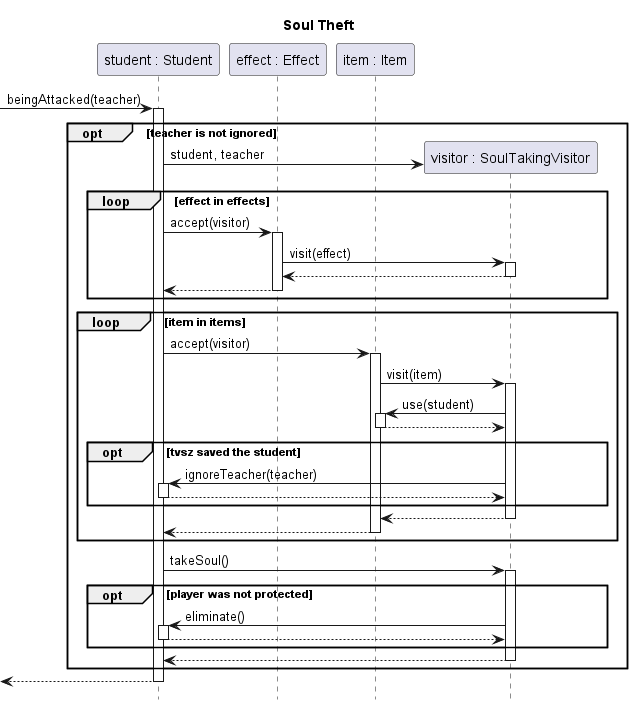 Soul Theft
student : Student
effect : Effect
item : Item
beingAttacked(teacher)
opt
[teacher is not ignored]
student, teacher
visitor : SoulTakingVisitor
loop
[effect in effects]
accept(visitor)
visit(effect)
loop
[item in items]
accept(visitor)
visit(item)
use(student)
opt
[tvsz saved the student]
ignoreTeacher(teacher)
takeSoul()
opt
[player was not protected]
eliminate()